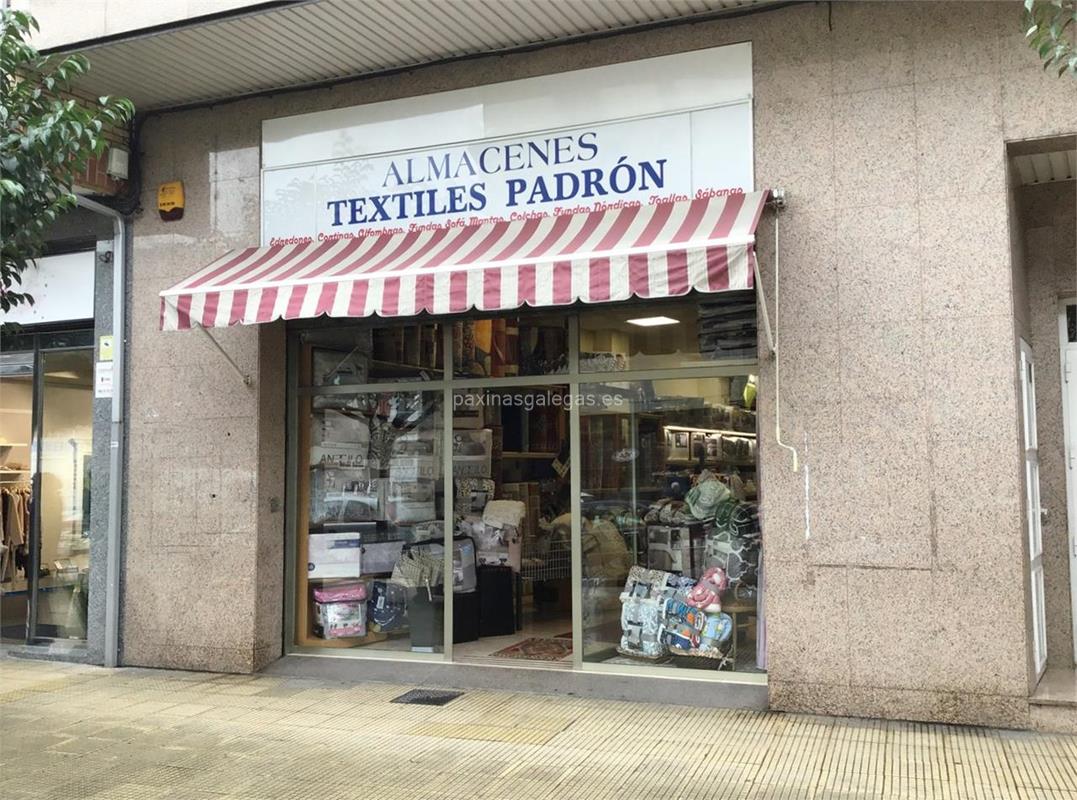 ALMACENES
TEXTILES PADRÓN
Edredones, Cortinas, Alfombras, Fundas Sofá, Mantas, Colchas, Fundas Nórdicas, Toallas, Sábanas
paxinasgalegas.es